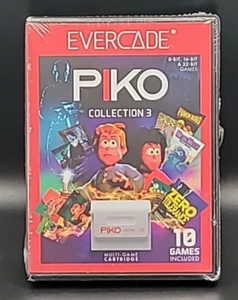 EVERCADE
8-BIT, 16-BIT
& 32-BIT
GAMES
PIKO
COLLECTION 3
ZERO
TOLERANCE
PIKO
MULTI-GAME
CARTRIDGE
10
GAMES
INCLUDED